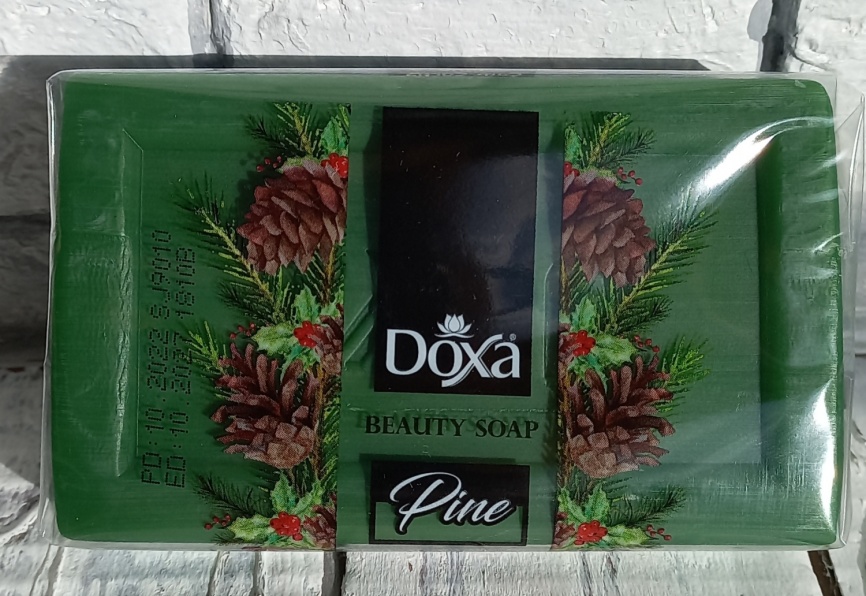 DOXA®
BEAUTY SOAP
Pine
PD:10.2022
ED:10.2027